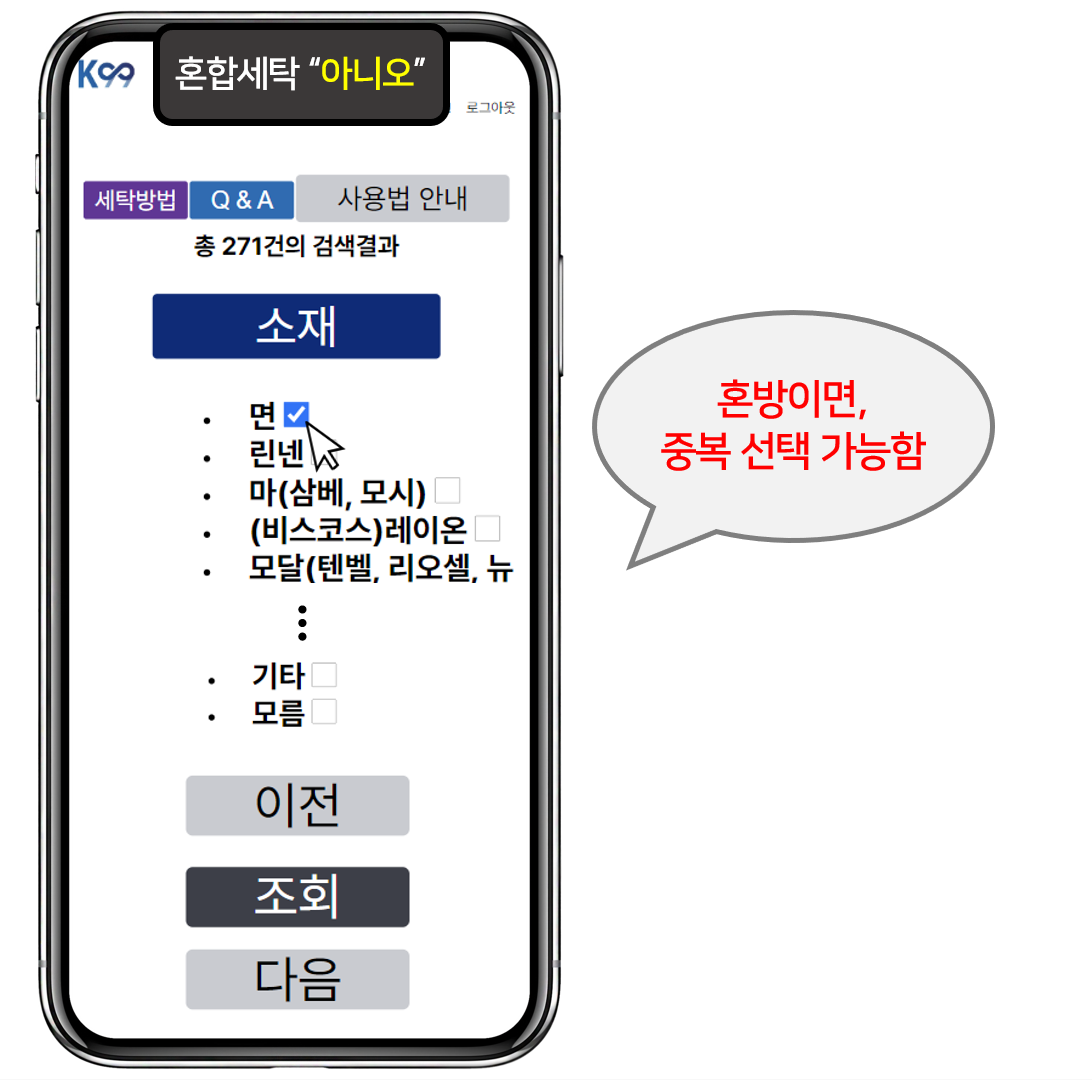 혼합세탁 “아니오”
K99
로그아웃
세탁방법 Q & A 사용법 안내
총 271건의 검색결과
소재
• 면
• 린넨
• 마(삼베, 모시)
• (비스코스)레이온
• 모달(텐벨, 리오셀, 뉴
• 기타
• 모름
이전
조회
다음
혼방이면,
중복 선택 가능함